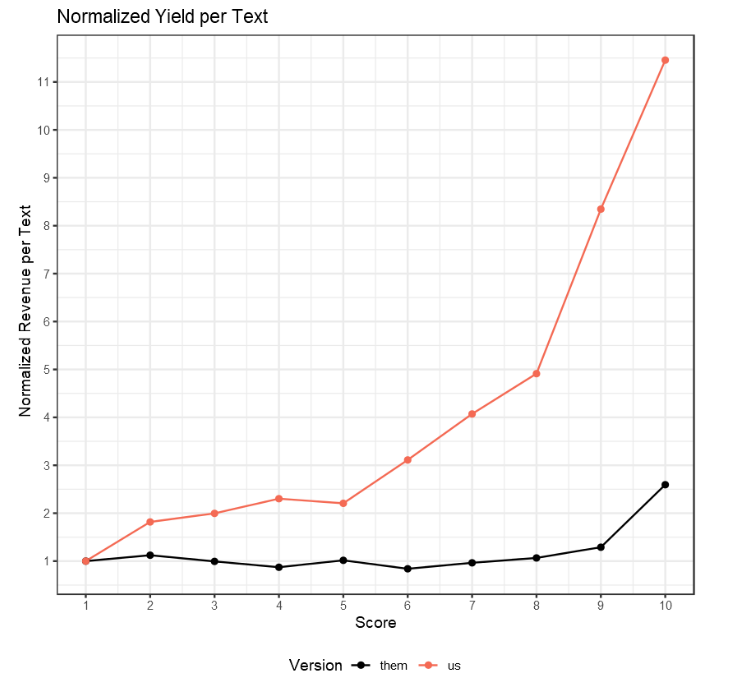 Normalized Yield per Text
Normalized Revenue per Text
11
10
9
8
7
6
5
4
3
2
1
1 2 3 4 5 6 7 8 9 10
Score
Version them us